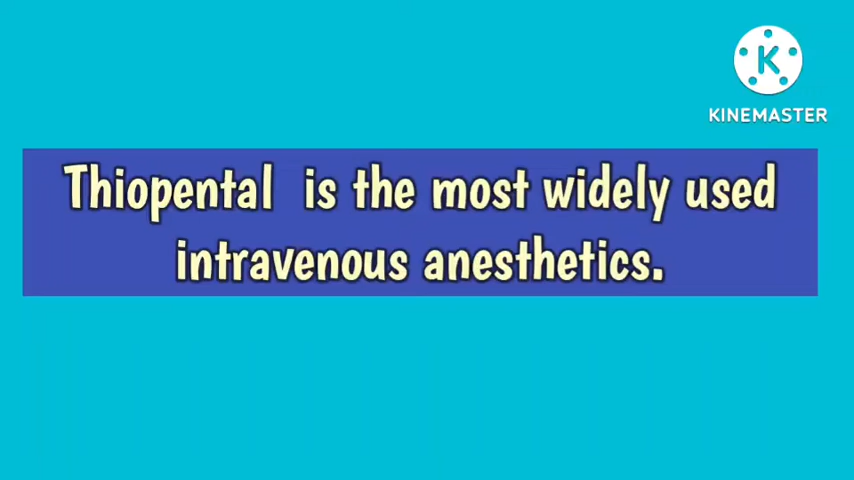 K
KINEMASTER
Thiopental is the most widely used
intravenous anesthetics.